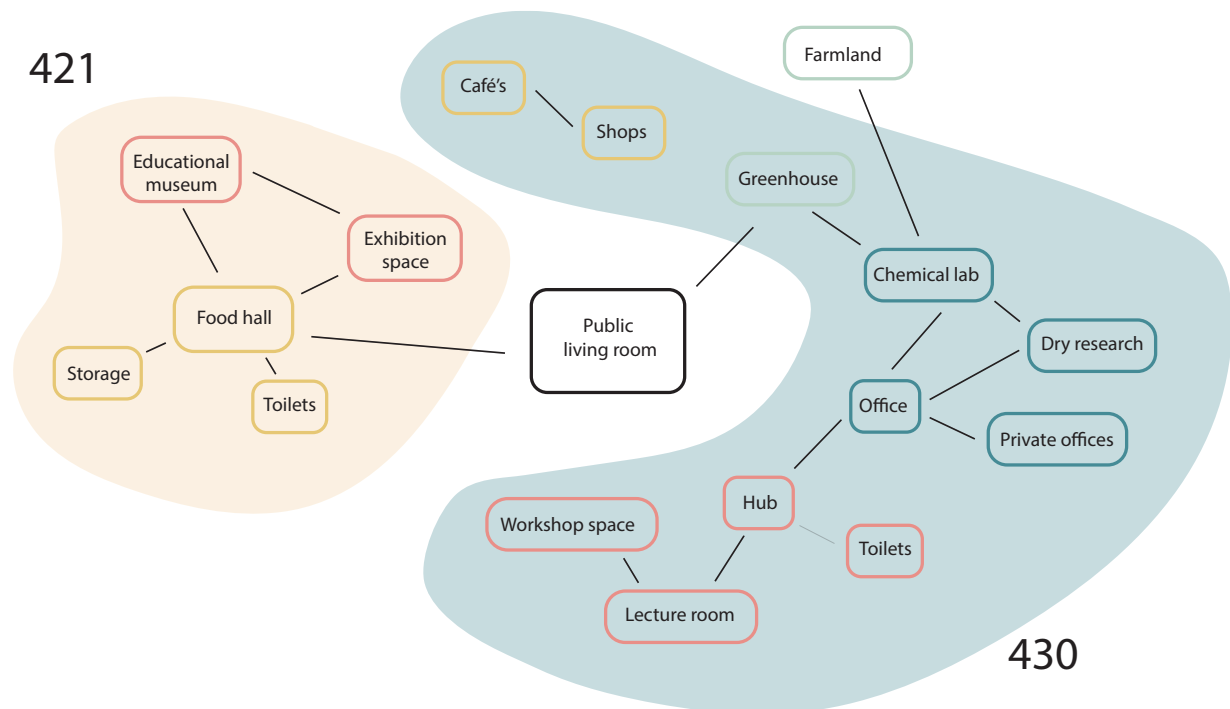 421
Educational
museum
Exhibition
space
Food hall
Storage
Toilets
Public
living room
Café's
Shops
Farmland
Greenhouse
Chemical lab
Dry research
Office
Private offices
Hub
Workshop space
Toilets
Lecture room
430